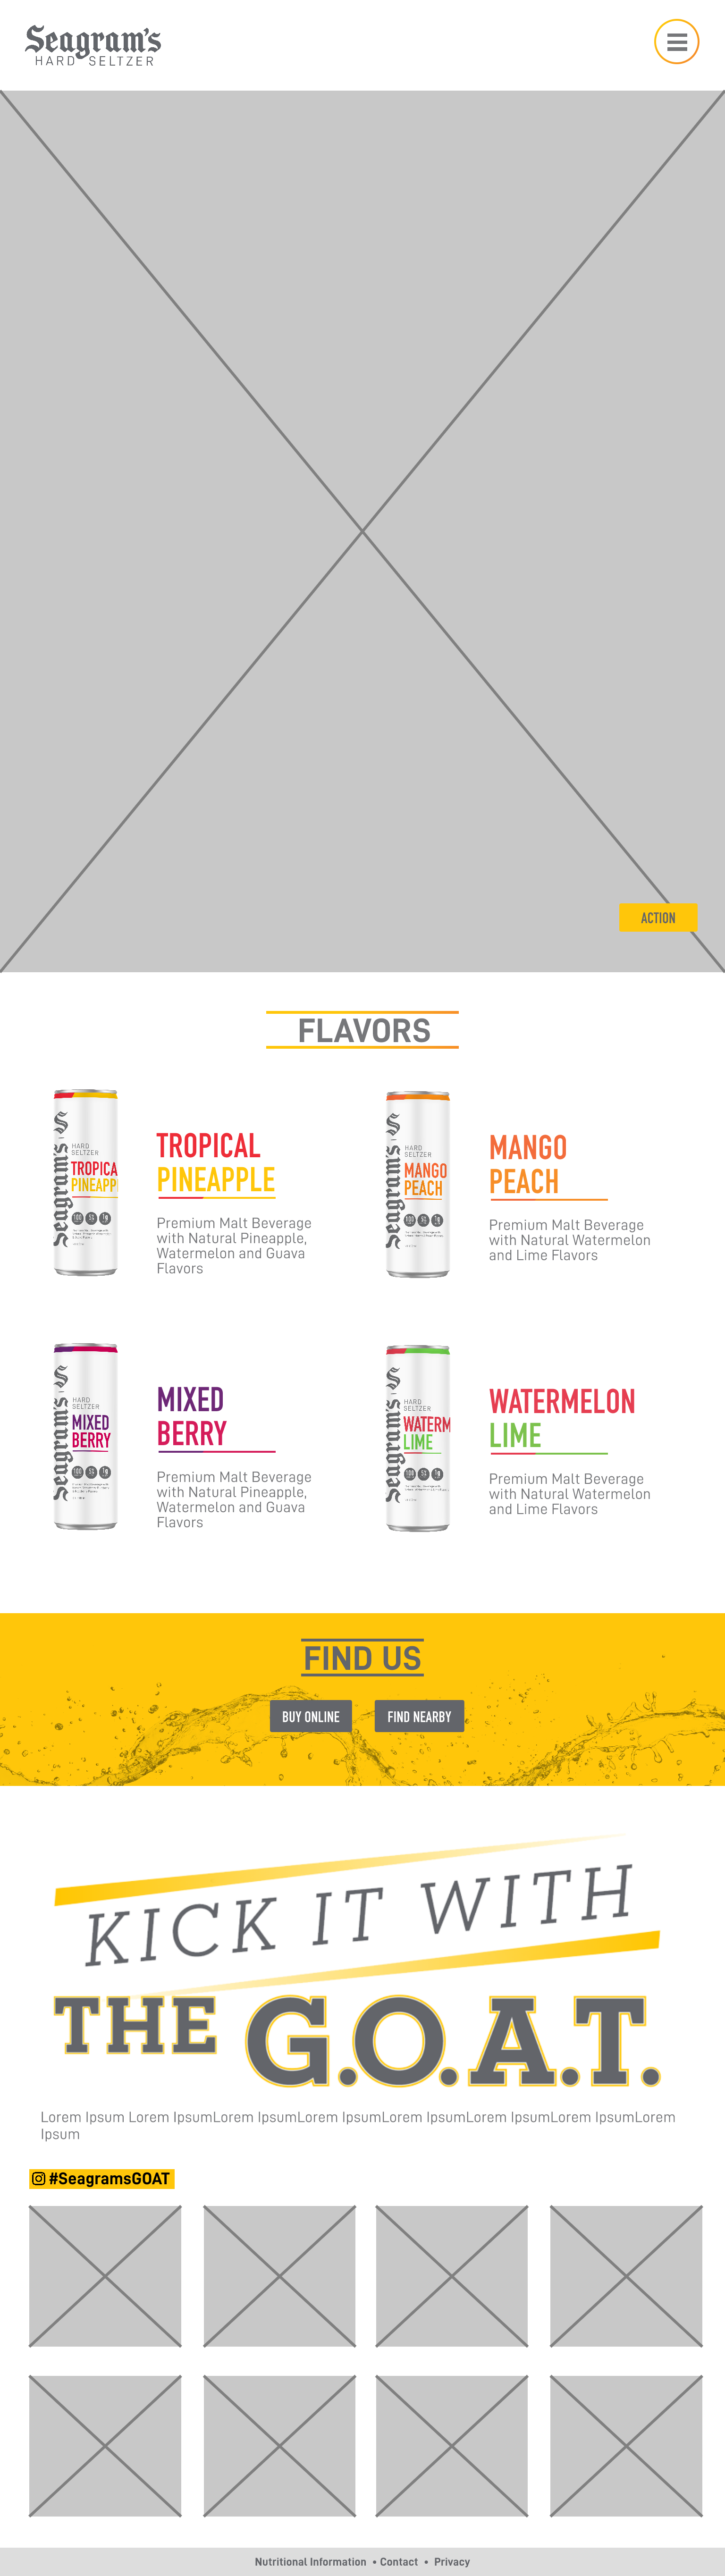 Seagram's
HARD SELTZER
ACTION
FLAVORS
Seagram's
HARD
SELTZER
TROPICA
PINEAPP
TROPICAL
PINEAPPLE
Premium Malt Beverage
with Natural Pineapple,
Watermelon and Guava
Flavors
Seagram's
HARD
SELTZER
MANGO
PEACH
MANGO
PEACH
Premium Malt Beverage
with Natural Watermelon
and Lime Flavors
Seagram's
HARD
SELTZER
MIXED
BERRY
MIXED
BERRY
Premium Malt Beverage
with Natural Pineapple,
Watermelon and Guava
Flavors
Seagram's
HARD
SELTZER
WATERM
LIME
WATERMELON
LIME
Premium Malt Beverage
with Natural Watermelon
and Lime Flavors
FIND US
BUY ONLINE
FIND NEARBY
KICK IT WITH
THE G.O.A.T.
Lorem Ipsum Lorem IpsumLorem IpsumLorem IpsumLorem IpsumLorem IpsumLorem IpsumLorem
Ipsum
#SeagramsGOAT
Nutritional Information • Contact • Privacy